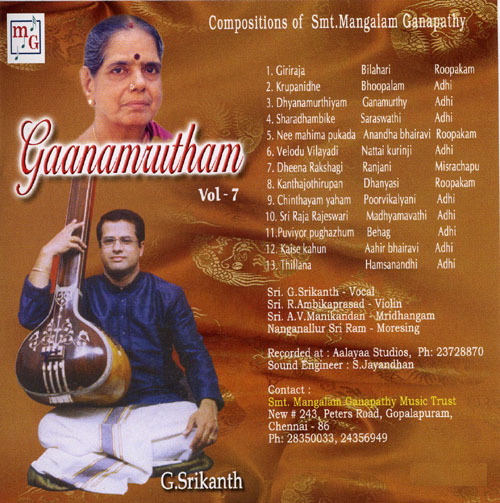 mG
Compositions of Smt.Mangalam Ganapathy
1. Giriraja Bilahari Roopakam
2. Krupanidhe Bhoopalam Adhi
3. Dhyanamurthiyam Ganamurthy Adhi
4. Sharadhambike Saraswathi Adhi
5. Nee mahima pukada Anandha bhairavi Roopakam
6. Velodu Vilayadi Nattai kurinji Adhi
7. Dheena Rakshagi Ranjani Misrachapu
8. Kanthajothirupan Dhanyasi Roopakam
9. Chinthayam yaham Poorvikalyani Adhi
10. Sri Raja Rajeswari Madhyamavathi Adhi
11.Puviyor pughazhum Behag Adhi
12. Kaise kahun Aahir bhairavi Adhi
13. Thillana Hamsanandhi Adhi
Gaanamrutham
Vol - 7
Sri. G.Srikanth - Vocal
Sri. R.Ambikaprasad - Violin
Sri. A.V.Manikandan - Mridhangam
Nanganallur Sri Ram - Moresing
Recorded at : Aalayaa Studios, Ph: 23728870
Sound Engineer : S.Jayandhan
Contact :
Smt. Mangalam Ganapathy Music Trust
New # 243, Peters Road, Gopalapuram,
Chennai - 86
Ph: 28350033, 24356949
G.Srikanth